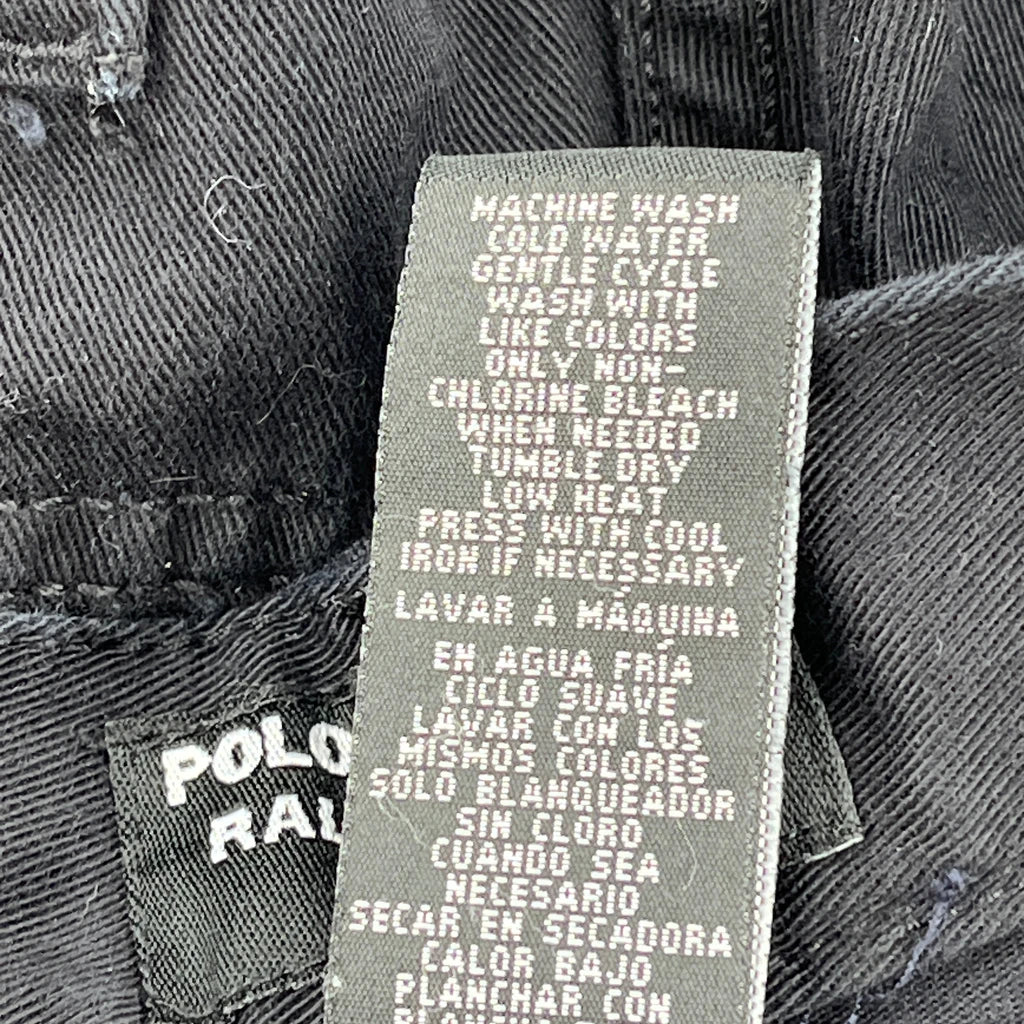 MACHINE WASH
COLD WATER
GENTLE CYCLE
WASH WITH
LIKE COLORS
ONLY NON-
CHLORINE BLEACH
WHEN NEEDED
TUMBLE DRY
LOW HEAT
PRESS WITH COOL
IRON IF NECESSARY
LAVAR A MÁQUINA
EN AGUA FRÍA
CICLO SUAVE
LAVAR CON LOS
MISMOS COLORES
SOLO BLANQUEADOR
SIN CLORO
CUANDO SEA
NECESARIO
SECAR EN SECADORA
CALOR BAJO
PLANCHAR CON
POLO
RAL